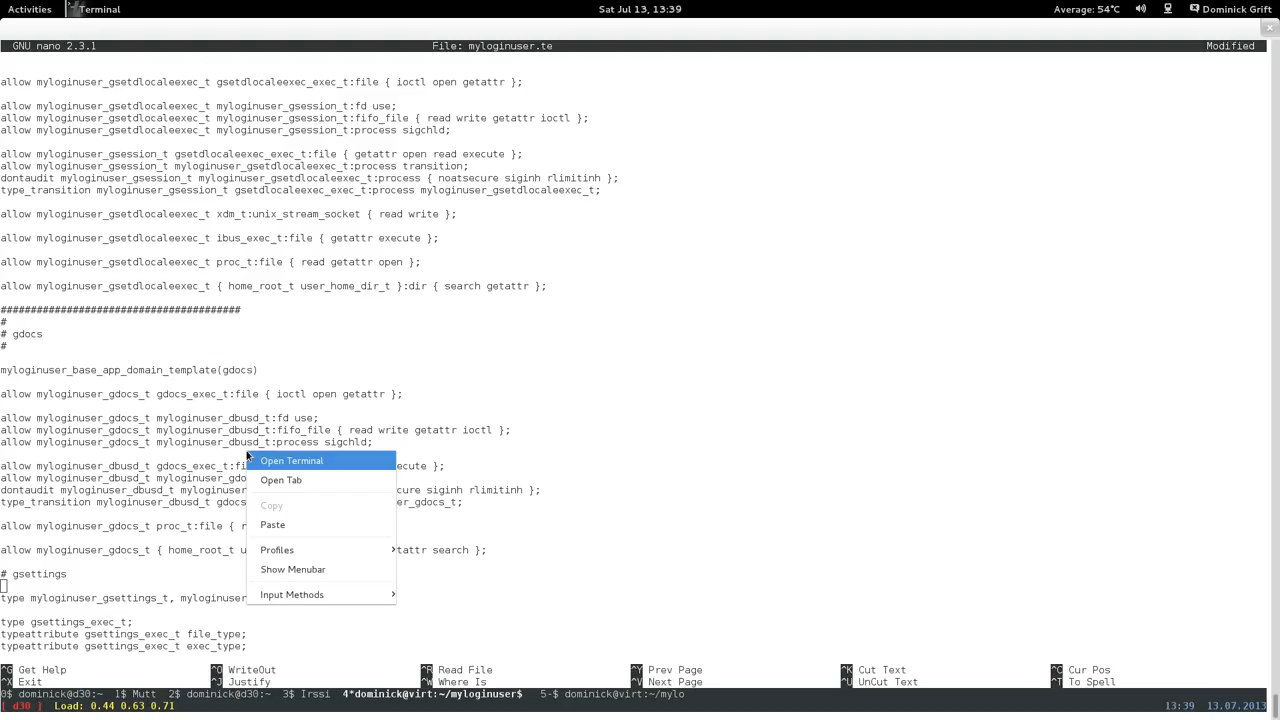 Activities Terminal Sat Jul 13, 13:39 Average: 54°C Dominick Grift
GNU nano 2.3.1 File: myloginuser.te Modified
allow myloginuser_gsetdlocaleexec_t gsetdlocaleexec_exec_t:file { ioctl open getattr };
allow myloginuser_gsetdlocaleexec_t myloginuser_gsession_t:fd use;
allow myloginuser_gsetdlocaleexec_t myloginuser_gsession_t:fifo_file { read write getattr ioctl };
allow myloginuser_gsetdlocaleexec_t myloginuser_gsession_t:process sigchld;
allow myloginuser_gsession_t gsetdlocaleexec_exec_t:file { getattr open read execute };
allow myloginuser_gsession_t myloginuser_gsetdlocaleexec_t:process transition;
dontaudit myloginuser_gsession_t myloginuser_gsetdlocaleexec_t:process { noatsecure siginh rlimitinh };
type_transition myloginuser_gsession_t gsetdlocaleexec_exec_t:process myloginuser_gsetdlocaleexec_t;
allow myloginuser_gsetdlocaleexec_t xdm_t:unix_stream_socket { read write };
allow myloginuser_gsetdlocaleexec_t ibus_exec_t:file { getattr execute };
allow myloginuser_gsetdlocaleexec_t proc_t:file { read getattr open };
allow myloginuser_gsetdlocaleexec_t { home_root_t user_home_dir_t }:dir { search getattr };
########################################
#
# gdocs
#
myloginuser_base_app_domain_template(gdocs)
allow myloginuser_gdocs_t gdocs_exec_t:file { ioctl open getattr };
allow myloginuser_gdocs_t myloginuser_dbusd_t:fd use;
allow myloginuser_gdocs_t myloginuser_dbusd_t:fifo_file { read write getattr ioctl };
allow myloginuser_gdocs_t myloginuser_dbusd_t:process sigchld;
Open Terminal
Open Tab
Copy
Paste
Profiles
Show Menubar
Input Methods
allow myloginuser_dbusd_t gdocs_exec_t:fi ecute };
allow myloginuser_dbusd_t myloginuser_gdo
dontaudit myloginuser_dbusd_t myloginuser cure siginh rlimitinh };
type_transition myloginuser_dbusd_t gdocs er_gdocs_t;
allow myloginuser_gdocs_t proc_t:file { r
allow myloginuser_gdocs_t { home_root_t u tattr search };
# gsettings
type myloginuser_gsettings_t, myloginuser
type gsettings_exec_t;
typeattribute gsettings_exec_t file_type;
typeattribute gsettings_exec_t exec_type;
^G Get Help ^O WriteOut ^R Read File ^Y Prev Page ^K Cut Text ^C Cur Pos
^X Exit ^J Justify ^W Where Is ^V Next Page ^U UnCut Text ^T To Spell
0$ dominick@d30:~ 1$ Mutt 2$ dominick@d30:~ 3$ Irssi 4*dominick@virt:~/myloginuser$ 5-$ dominick@virt:~/mylo
[ d30 ] Load: 0.44 0.63 0.71 13:39 13.07.2013